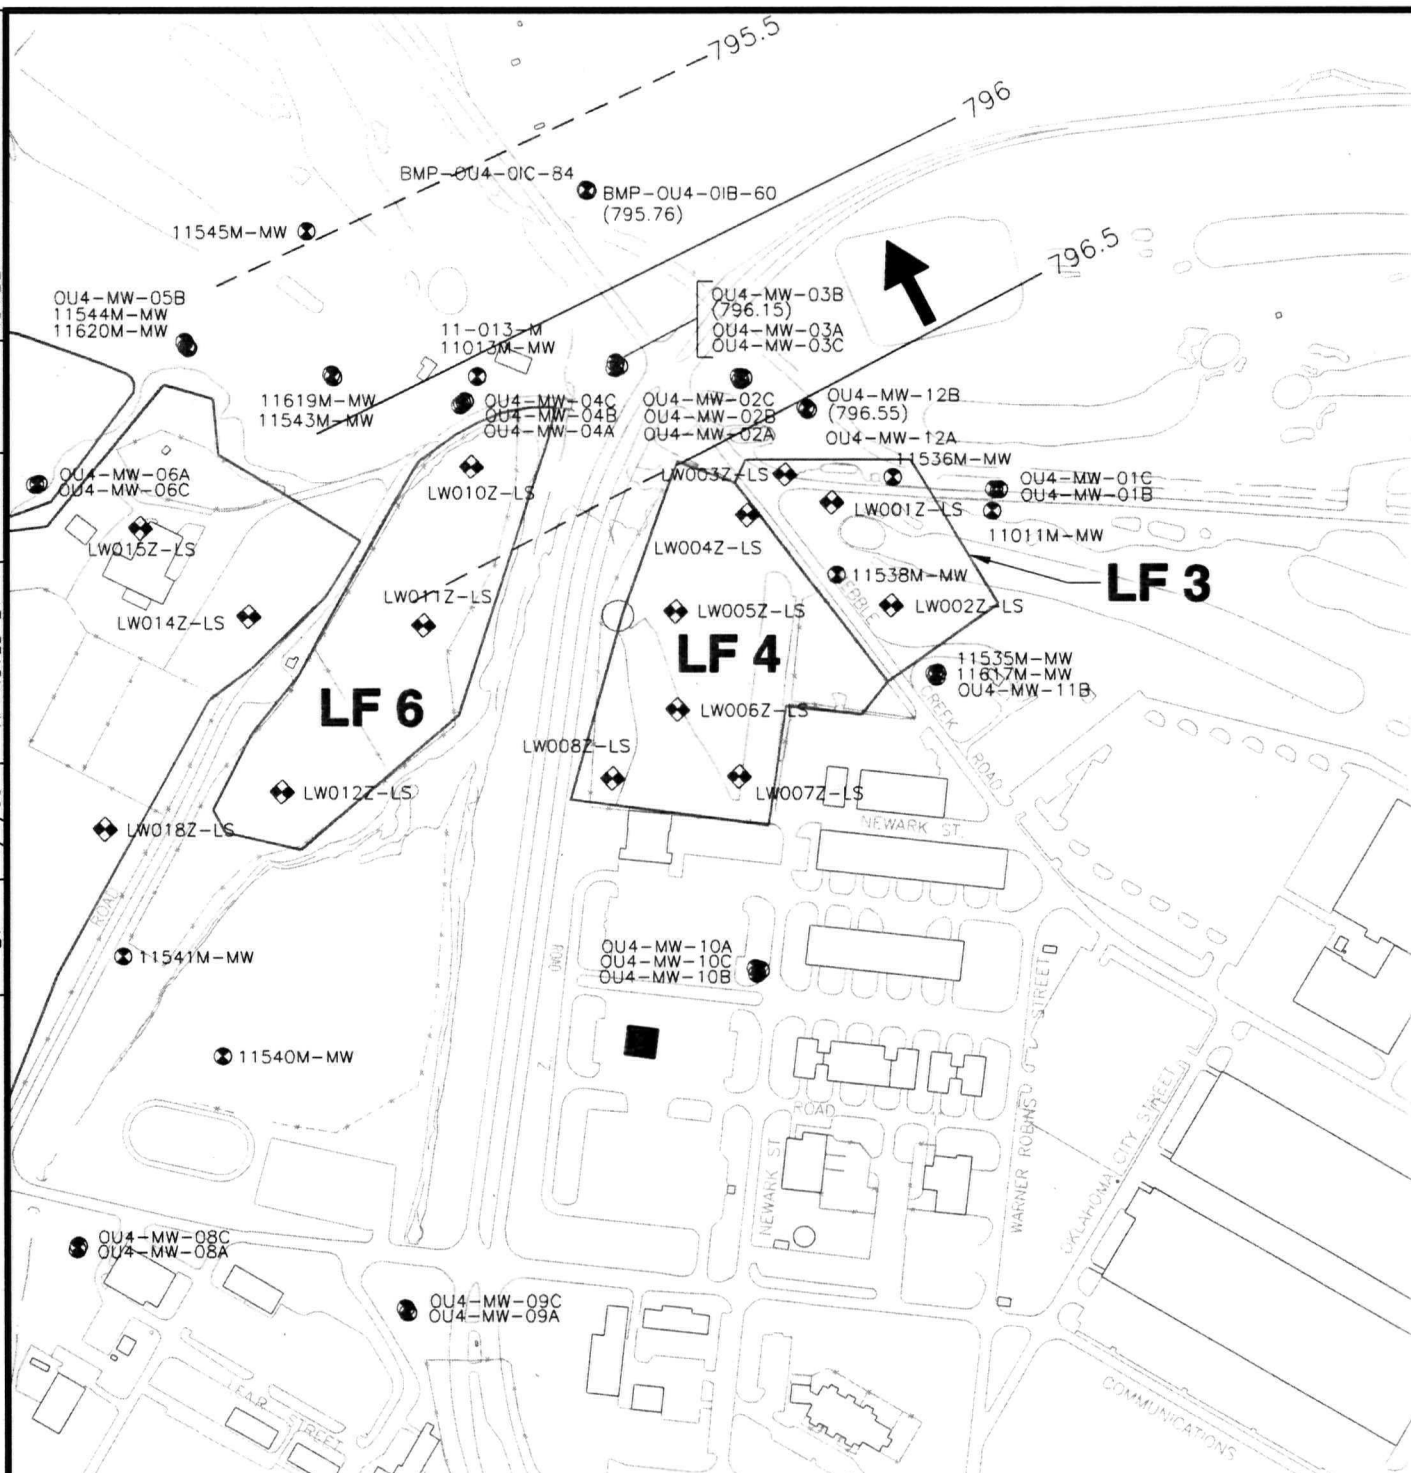 795.5
796
BMP-OU4-01C-84
BMP-OU4-01B-60
(795.76)
11545M-MW
796.5
OU4-MW-05B
11544M-MW
11620M-MW
11-013-M
11013M-MW
OU4-MW-03B
(796.15)
OU4-MW-03A
OU4-MW-03C
11619M-MW
11543M-MW
OU4-MW-04C
OU4-MW-04B
OU4-MW-04A
OU4-MW-02C
OU4-MW-02B
OU4-MW-02A
OU4-MW-12B
(796.55)
OU4-MW-12A
11536M-MW
OU4-MW-06A
OU4-MW-06C
LW010Z-LS
LW003Z-LS
OU4-MW-01C
OU4-MW-01B
LW001Z-LS
11011M-MW
LW015Z-LS
LW004Z-LS
11538M-MW
LF 3
LW014Z-LS
LW011Z-LS
LW005Z-LS
LW002Z-LS
LF 4
11535M-MW
11617M-MW
OU4-MW-11B
LF 6
LW006Z-LS
CREEK
ROAD
LW008Z-LS
LW012Z-LS
LW007Z-LS
LW018Z-LS
NEWARK ST.
ROAD
11541M-MW
ROAD
OU4-MW-10A
OU4-MW-10C
OU4-MW-10B
11540M-MW
ROAD
NEWARK ST.
WARNER ROBINS STREET
OKLAHOMA CITY STREET
OU4-MW-08C
OU4-MW-08A
OU4-MW-09C
OU4-MW-09A
LEAR STREET
COMMUNICATIONS